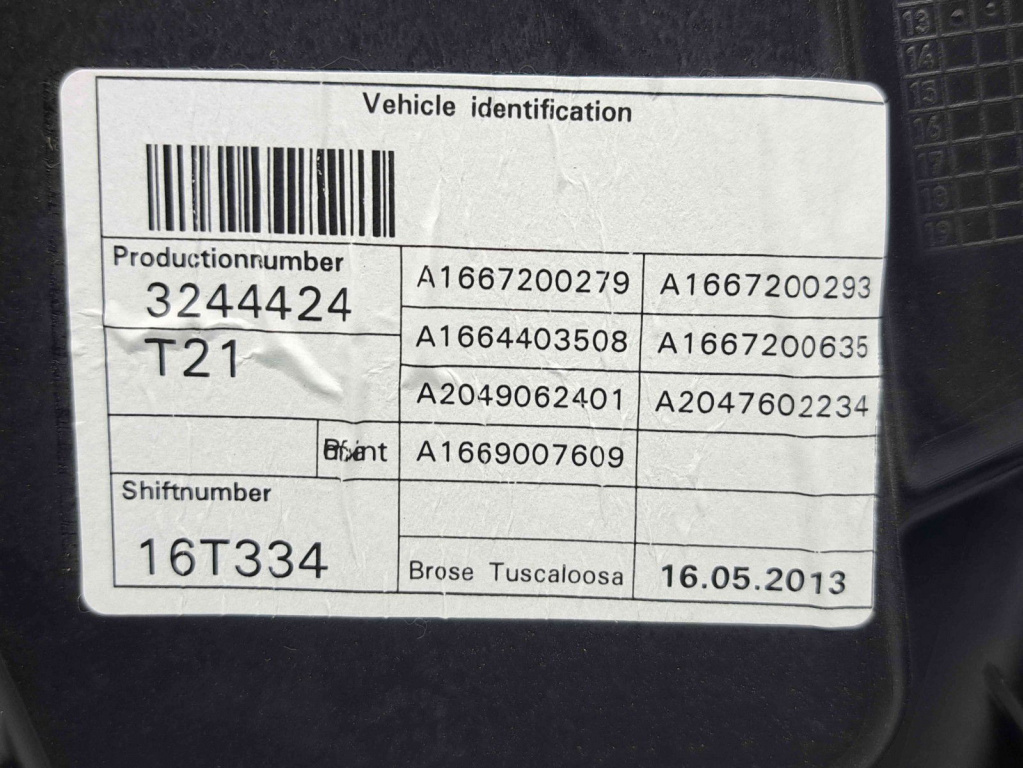 13
14
15
16
17
18
19
Vehicle identification
Productionnumber
3244424
A1667200279 A1667200293
T21
A1664403508 A1667200635
A2049062401 A2047602234
A1669007609
Shiftnumber
16T334
Brose Tuscaloosa 16.05.2013